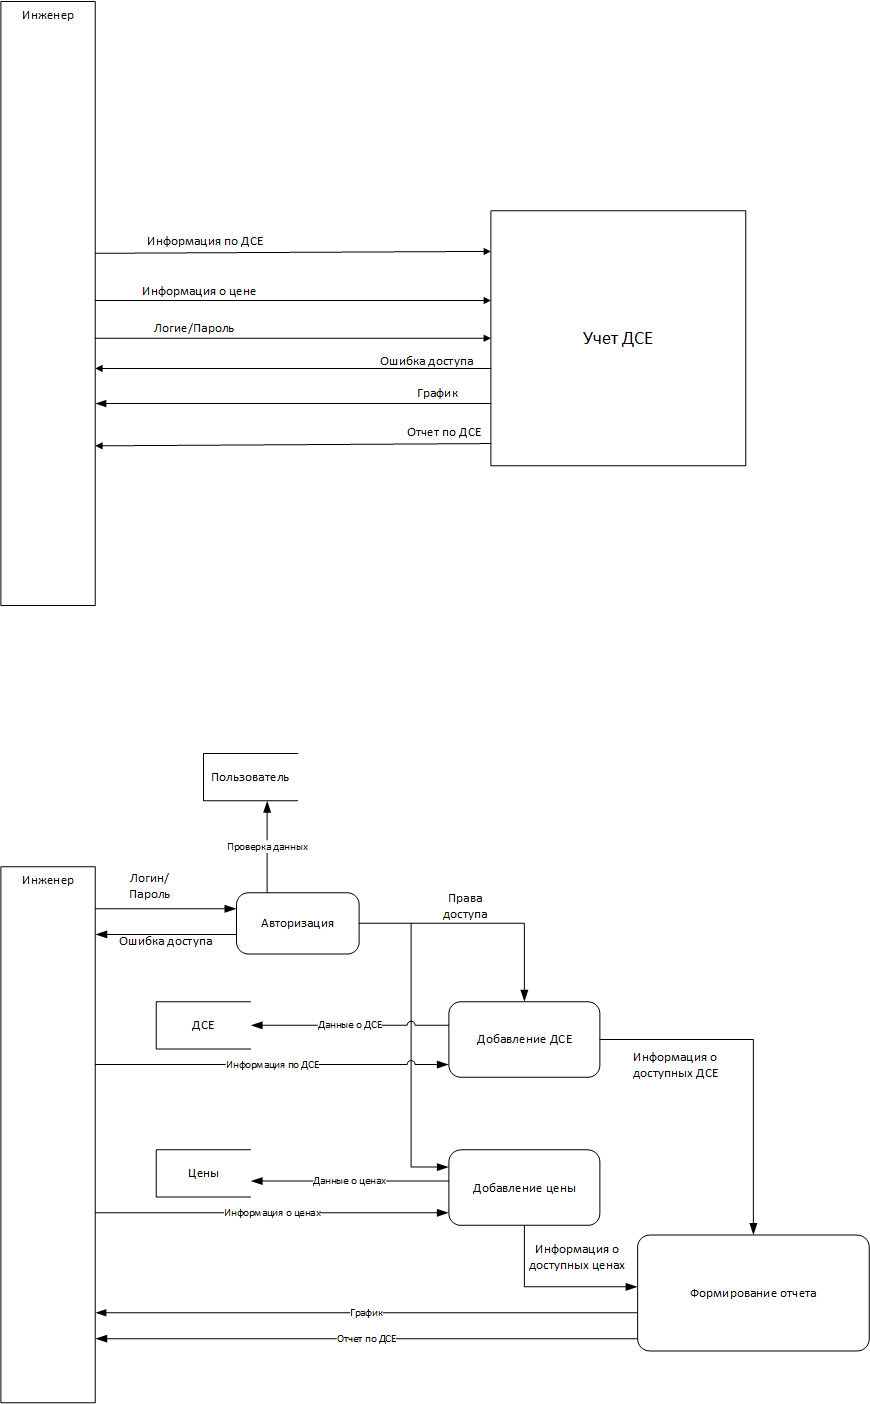 Инженер
Информация по ДСЕ
Информация о цене
Логие/Пароль
Учет ДСЕ
Ошибка доступа
График
Отчет по ДСЕ
Пользователь
Проверка данных
Инженер
Логин/
Пароль
Авторизация
Права
доступа
Ошибка доступа
ДСЕ
Данные о ДСЕ
Добавление ДСЕ
Информация по ДСЕ
Информация о
доступных ДСЕ
Цены
Данные о ценах
Добавление цены
Информация о ценах
Информация о
доступных ценах
Формирование отчета
График
Отчет по ДСЕ